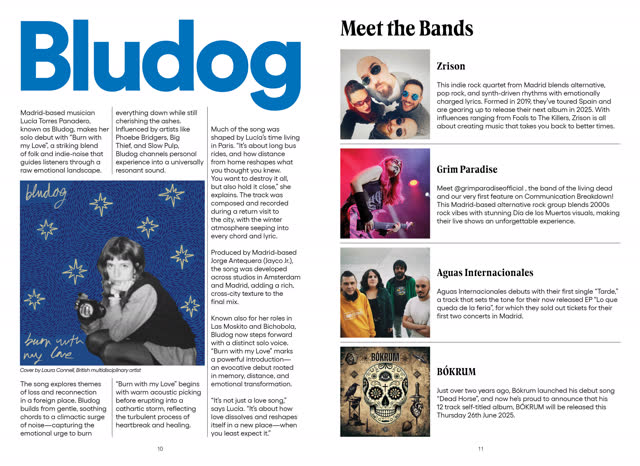 Bludog
Madrid-based musician
Lucía Torres Panadero,
known as Bludog, makes her
solo debut with "Burn with
my Love", a striking blend
of folk and indie-noise that
guides listeners through a
raw emotional landscape.
everything down while still
cherishing the ashes.
Influenced by artists like
Phoebe Bridgers, Big
Thief, and Slow Pulp,
Bludog channels personal
experience into a universally
resonant sound.
bludog
burn with
my love
Cover by Laura Connell, British multidisciplinary artist
The song explores themes
of loss and reconnection
in a foreign place. Bludog
builds from gentle, soothing
chords to a climactic surge
of noise—capturing the
emotional urge to burn
"Burn with my Love" begins
with warm acoustic picking
before erupting into a
cathartic storm, reflecting
the turbulent process of
heartbreak and healing.
Much of the song was
shaped by Lucía's time living
in Paris. "It's about long bus
rides, and how distance
from home reshapes what
you thought you knew.
You want to destroy it all,
but also hold it close," she
explains. The track was
composed and recorded
during a return visit to
the city, with the winter
atmosphere seeping into
every chord and lyric.
Produced by Madrid-based
Jorge Antequera (Jayco Jr.),
the song was developed
across studios in Amsterdam
and Madrid, adding a rich,
cross-city texture to the
final mix.
Known also for her roles in
Las Moskito and Bichobola,
Bludog now steps forward
with a distinct solo voice.
"Burn with my Love" marks
a powerful introduction—
an evocative debut rooted
in memory, distance, and
emotional transformation.
"It's not just a love song,"
says Lucía. "It's about how
love dissolves and reshapes
itself in a new place—when
you least expect it."
10
Meet the Bands
Zrison
This indie rock quartet from Madrid blends alternative,
pop rock, and synth-driven rhythms with emotionally
charged lyrics. Formed in 2019, they've toured Spain and
are gearing up to release their next album in 2025. With
influences ranging from Foals to The Killers, Zrison is all
about creating music that takes you back to better times.
Grim Paradise
Meet @grimparadiseofficial , the band of the living dead
and our very first feature on Communication Breakdown!
This Madrid-based alternative rock group blends 2000s
rock vibes with stunning Día de los Muertos visuals, making
their live shows an unforgettable experience.
Aguas Internacionales
Aguas Internacionales debuts with their first single "Tarde,"
a track that sets the tone for their now released EP "Lo que
queda de la feria", for which they sold out tickets for their
first two concerts in Madrid.
BÓKRUM
BÓKRUM
Just over two years ago, Bókrum launched his debut song
"Dead Horse", and now he's proud to announce that his
12 track self-titled album, BÓKRUM will be released this
Thursday 26th June 2025.
11